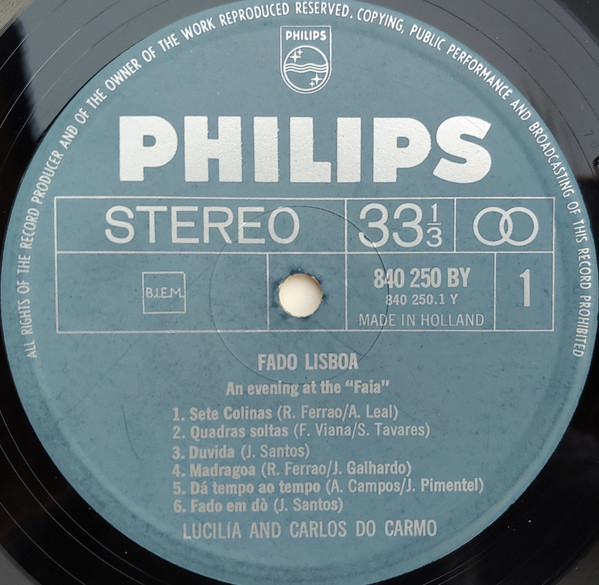 ALL RIGHTS OF THE RECORD PRODUCER AND OF THE OWNER OF THE WORK REPRODUCED RESERVED. COPYING, PUBLIC PERFORMANCE AND BROADCASTING OF THIS RECORD PROHIBITED
PHILIPS
PHILIPS
STEREO 33 1/3
B.I.E.M. 840 250 BY 1
840 250.1 Y
MADE IN HOLLAND
FADO LISBOA
An evening at the “Faia”
1. Sete Colinas (R. Ferrao/A. Leal)
2. Quadras soltas (F. Viana/S. Tavares)
3. Duvida (J. Santos)
4. Madragoa (R. Ferrao/J. Galhardo)
5. Dá tempo ao tempo (A. Campos/J. Pimentel)
6. Fado em dò (J. Santos)
LUCILIA AND CARLOS DO CARMO